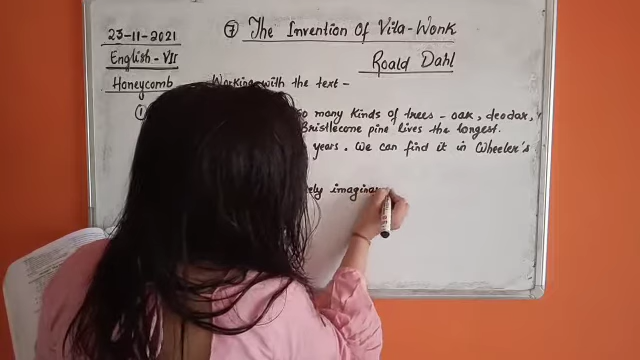 23-11-2021
English - VII
Honeycomb
⑦ The Invention Of Vita-Wonk
Roald Dahl
Working with the text -
① so many kinds of trees - oak, deodar,
Bristlecone pine lives the longest.
years. We can find it in Wheeler's
imagina